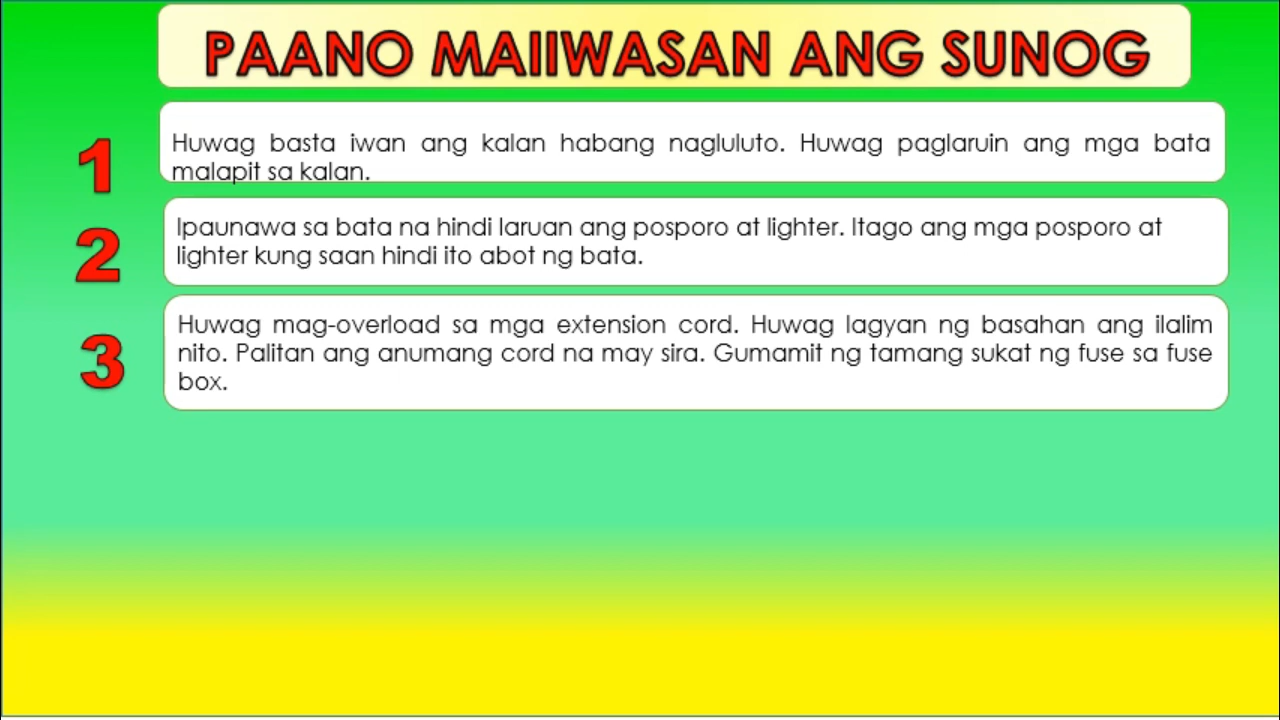 PAANO MAIIWASAN ANG SUNOG
1
Huwag basta iwan ang kalan habang nagluluto. Huwag paglaruin ang mga bata
malapit sa kalan.
2
Ipaunawa sa bata na hindi laruan ang posporo at lighter. Itago ang mga posporo at
lighter kung saan hindi ito abot ng bata.
3
Huwag mag-overload sa mga extension cord. Huwag lagyan ng basahan ang ilalim
nito. Palitan ang anumang cord na may sira. Gumamit ng tamang sukat ng fuse sa fuse
box.